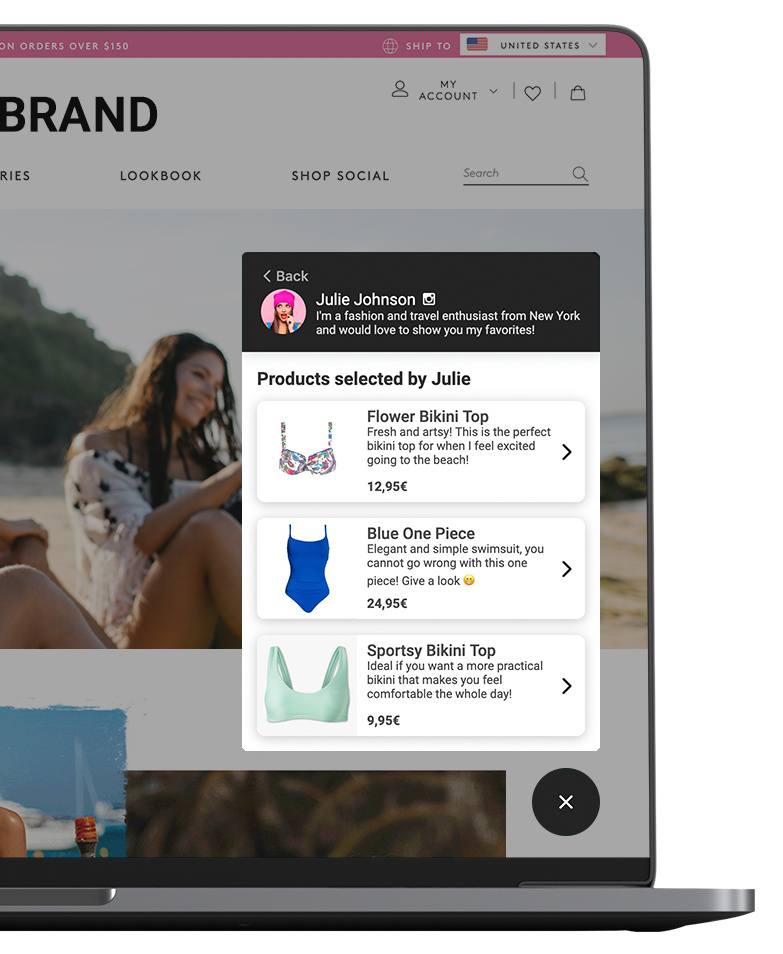 ON ORDERS OVER $150
SHIP TO
UNITED STATES
MY
ACCOUNT
BRAND
RIES
LOOKBOOK
SHOP SOCIAL
Search
Back
Julie Johnson
I'm a fashion and travel enthusiast from New York
and would love to show you my favorites!
Products selected by Julie
Flower Bikini Top
Fresh and artsy! This is the perfect
bikini top for when I feel excited
going to the beach!
12,95€
Blue One Piece
Elegant and simple swimsuit, you
cannot go wrong with this one
piece! Give a look 😁
24,95€
Sportsy Bikini Top
Ideal if you want a more practical
bikini that makes you feel
comfortable the whole day!
9,95€